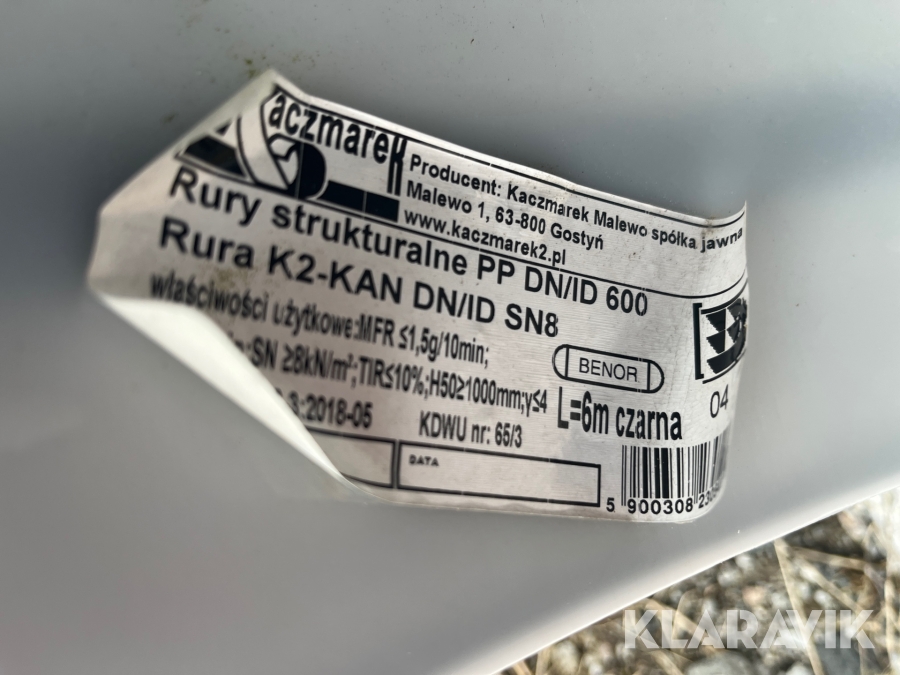 Kaczmarek
Producent: Kaczmarek Malewo spółka jawna
Malewo 1, 63-800 Gostyń
www.kaczmarek2.pl
Rury strukturalne PP DN/ID 600
Rura K2-KAN DN/ID SN8
właściwości użytkowe:MFR ≤1,5g/10min;
SN ≥8kN/m²;TIR≤10%;H50≥1000mm;γ≤4
BENOR
:2018-05
KDWU nr: 65/3
L=6m czarna
04
DATA
5 900308
KLARAVIK